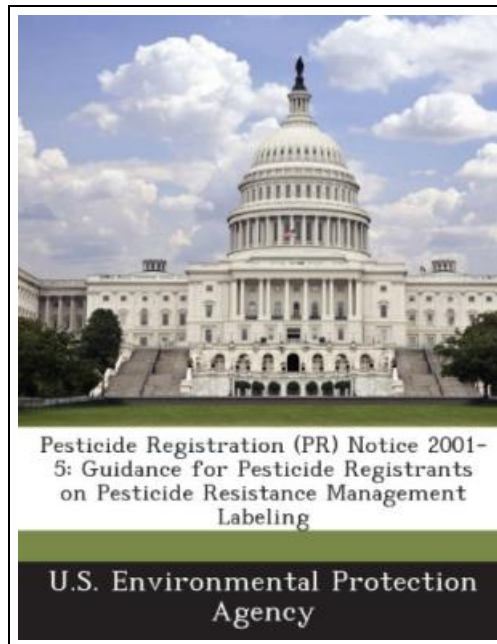 Pesticide Registration (PR) Notice 2001-
5: Guidance for Pesticide Registrants
on Pesticide Resistance Management
Labeling
U.S. Environmental Protection
Agency